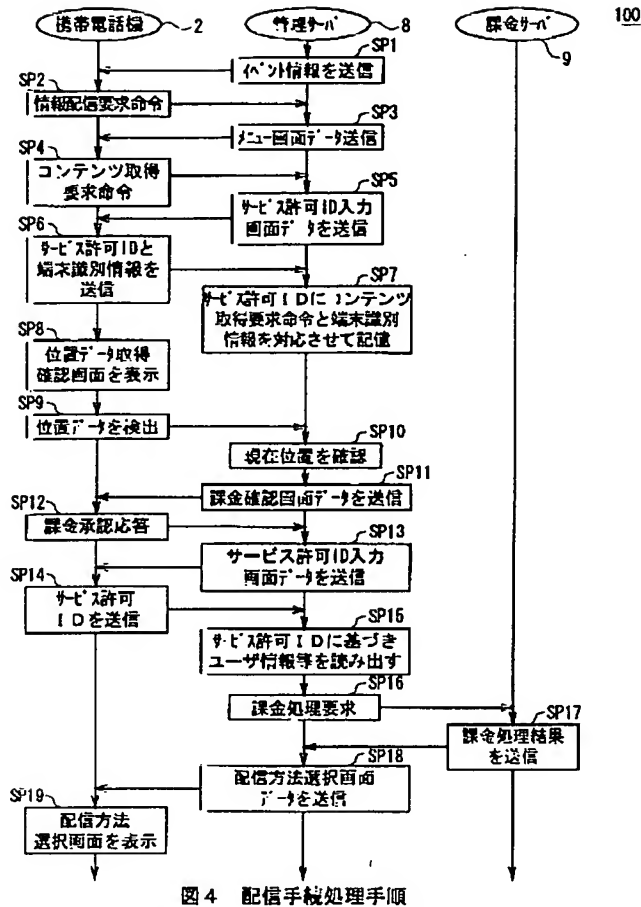 100
携帯電話機
2
管理サーバ
8
課金サーバ
9
SP1
イベント情報を送信
SP2
情報配信要求命令
SP3
メニュー画面データ送信
SP4
コンテンツ取得
要求命令
SP5
サービス許可ID入力
画面データを送信
SP6
サービス許可IDと
端末識別情報を
送信
SP7
サービス許可IDにコンテンツ
取得要求命令と端末識別
情報を対応させて記憶
SP8
位置データ取得
確認画面を表示
SP9
位置データを検出
SP10
現在位置を確認
SP11
課金確認画面データを送信
SP12
課金承認応答
SP13
サービス許可ID入力
画面データを送信
SP14
サービス許可
IDを送信
SP15
サービス許可IDに基づき
ユーザ情報等を読み出す
SP16
課金処理要求
SP17
課金処理結果
を送信
SP18
配信方法選択画面
データを送信
SP19
配信方法
選択画面を表示
図4 配信手続処理手順